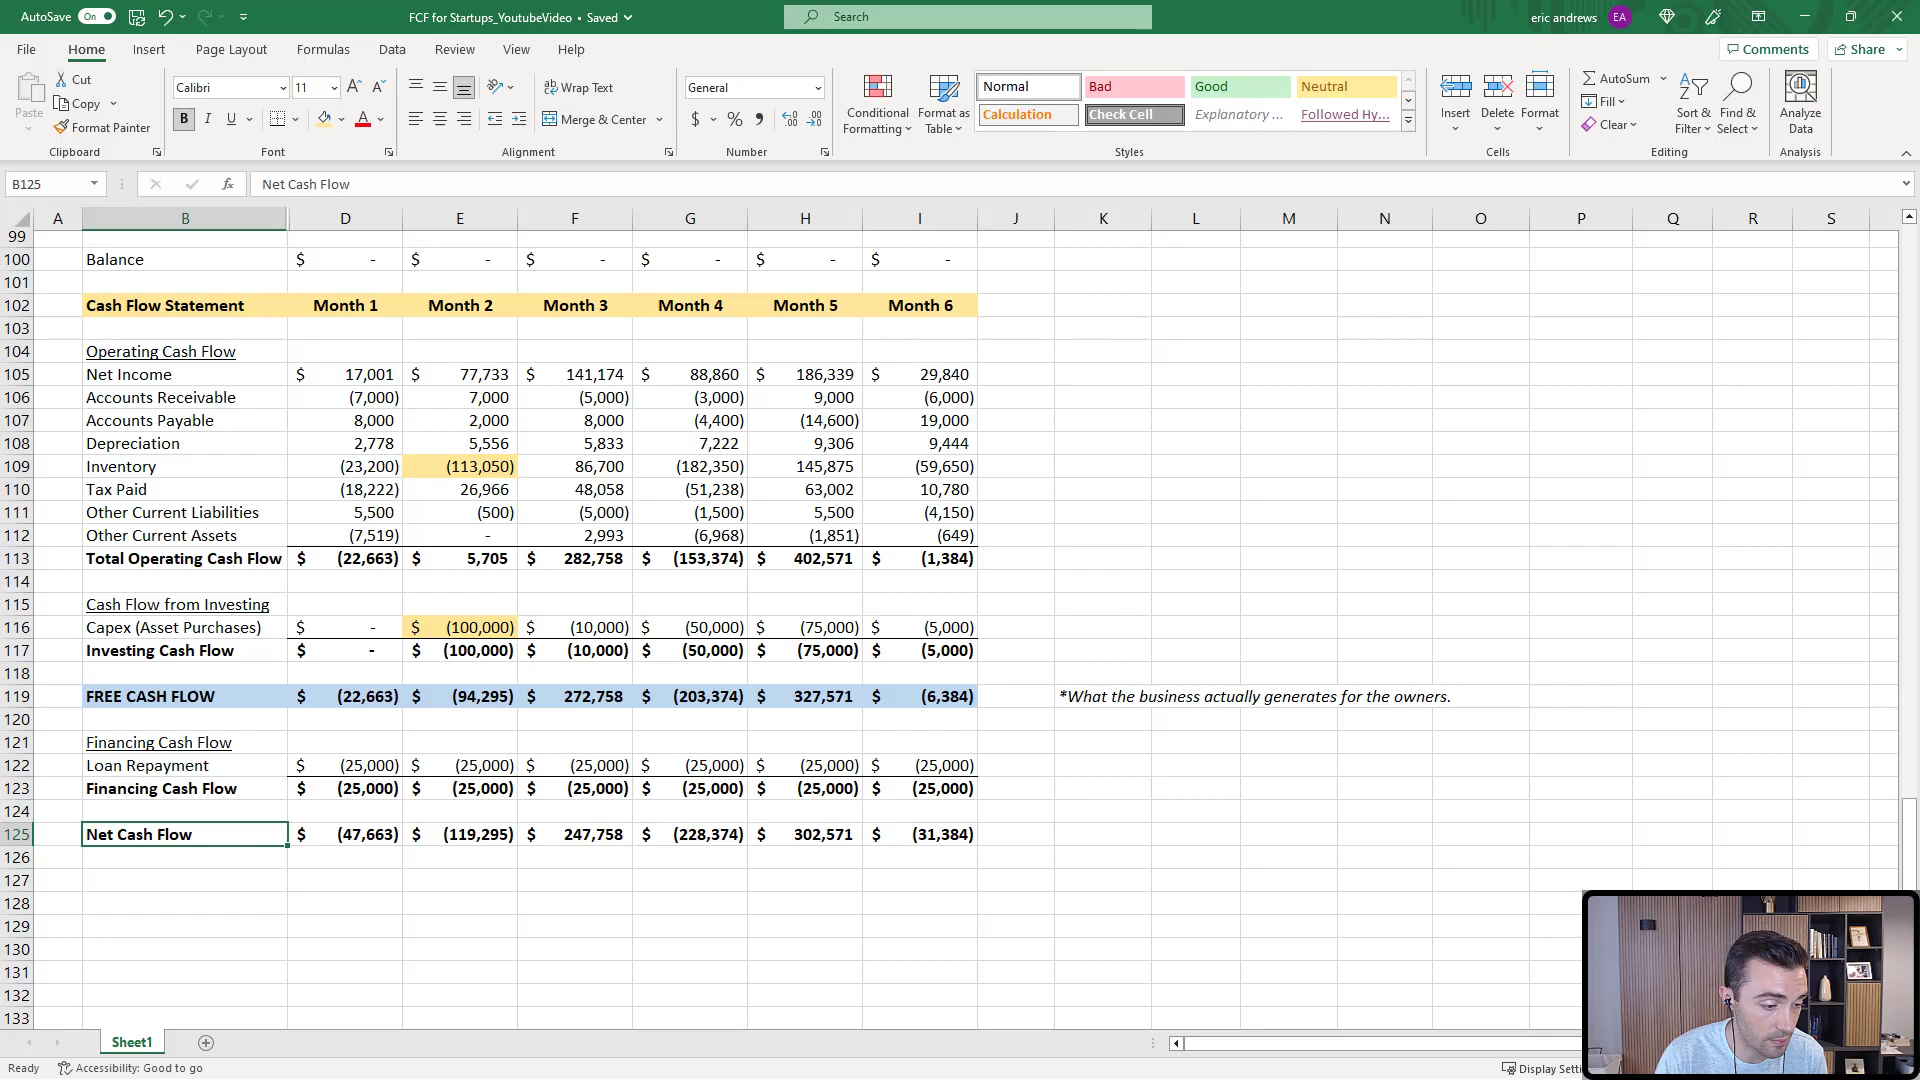 AutoSave On FCF for Startups_YoutubeVideo • Saved Search eric andrews EA
File Home Insert Page Layout Formulas Data Review View Help Comments Share
Paste Cut Copy Format Painter Clipboard
Calibri 11 B I U Font
Wrap Text Merge & Center Alignment
General $ % Number
Conditional Formatting Format as Table
Normal Bad Good Neutral
Calculation Check Cell Explanatory ... Followed Hy...
Styles
Insert Delete Format Cells
AutoSum Fill Clear Sort & Filter Find & Select Editing
Analyze Data Analysis
B125 fx Net Cash Flow
A B D E F G H I J K L M N O P Q R S
99
100 Balance $ - $ - $ - $ - $ - $ -
101
102 Cash Flow Statement Month 1 Month 2 Month 3 Month 4 Month 5 Month 6
103
104 Operating Cash Flow
105 Net Income $ 17,001 $ 77,733 $ 141,174 $ 88,860 $ 186,339 $ 29,840
106 Accounts Receivable (7,000) 7,000 (5,000) (3,000) 9,000 (6,000)
107 Accounts Payable 8,000 2,000 8,000 (4,400) (14,600) 19,000
108 Depreciation 2,778 5,556 5,833 7,222 9,306 9,444
109 Inventory (23,200) (113,050) 86,700 (182,350) 145,875 (59,650)
110 Tax Paid (18,222) 26,966 48,058 (51,238) 63,002 10,780
111 Other Current Liabilities 5,500 (500) (5,000) (1,500) 5,500 (4,150)
112 Other Current Assets (7,519) - 2,993 (6,968) (1,851) (649)
113 Total Operating Cash Flow $ (22,663) $ 5,705 $ 282,758 $ (153,374) $ 402,571 $ (1,384)
114
115 Cash Flow from Investing
116 Capex (Asset Purchases) $ - $ (100,000) $ (10,000) $ (50,000) $ (75,000) $ (5,000)
117 Investing Cash Flow $ - $ (100,000) $ (10,000) $ (50,000) $ (75,000) $ (5,000)
118
119 FREE CASH FLOW $ (22,663) $ (94,295) $ 272,758 $ (203,374) $ 327,571 $ (6,384) *What the business actually generates for the owners.
120
121 Financing Cash Flow
122 Loan Repayment $ (25,000) $ (25,000) $ (25,000) $ (25,000) $ (25,000) $ (25,000)
123 Financing Cash Flow $ (25,000) $ (25,000) $ (25,000) $ (25,000) $ (25,000) $ (25,000)
124
125 Net Cash Flow $ (47,663) $ (119,295) $ 247,758 $ (228,374) $ 302,571 $ (31,384)
126
127
128
129
130
131
132
133
Sheet1
Ready Accessibility: Good to go Display Setti